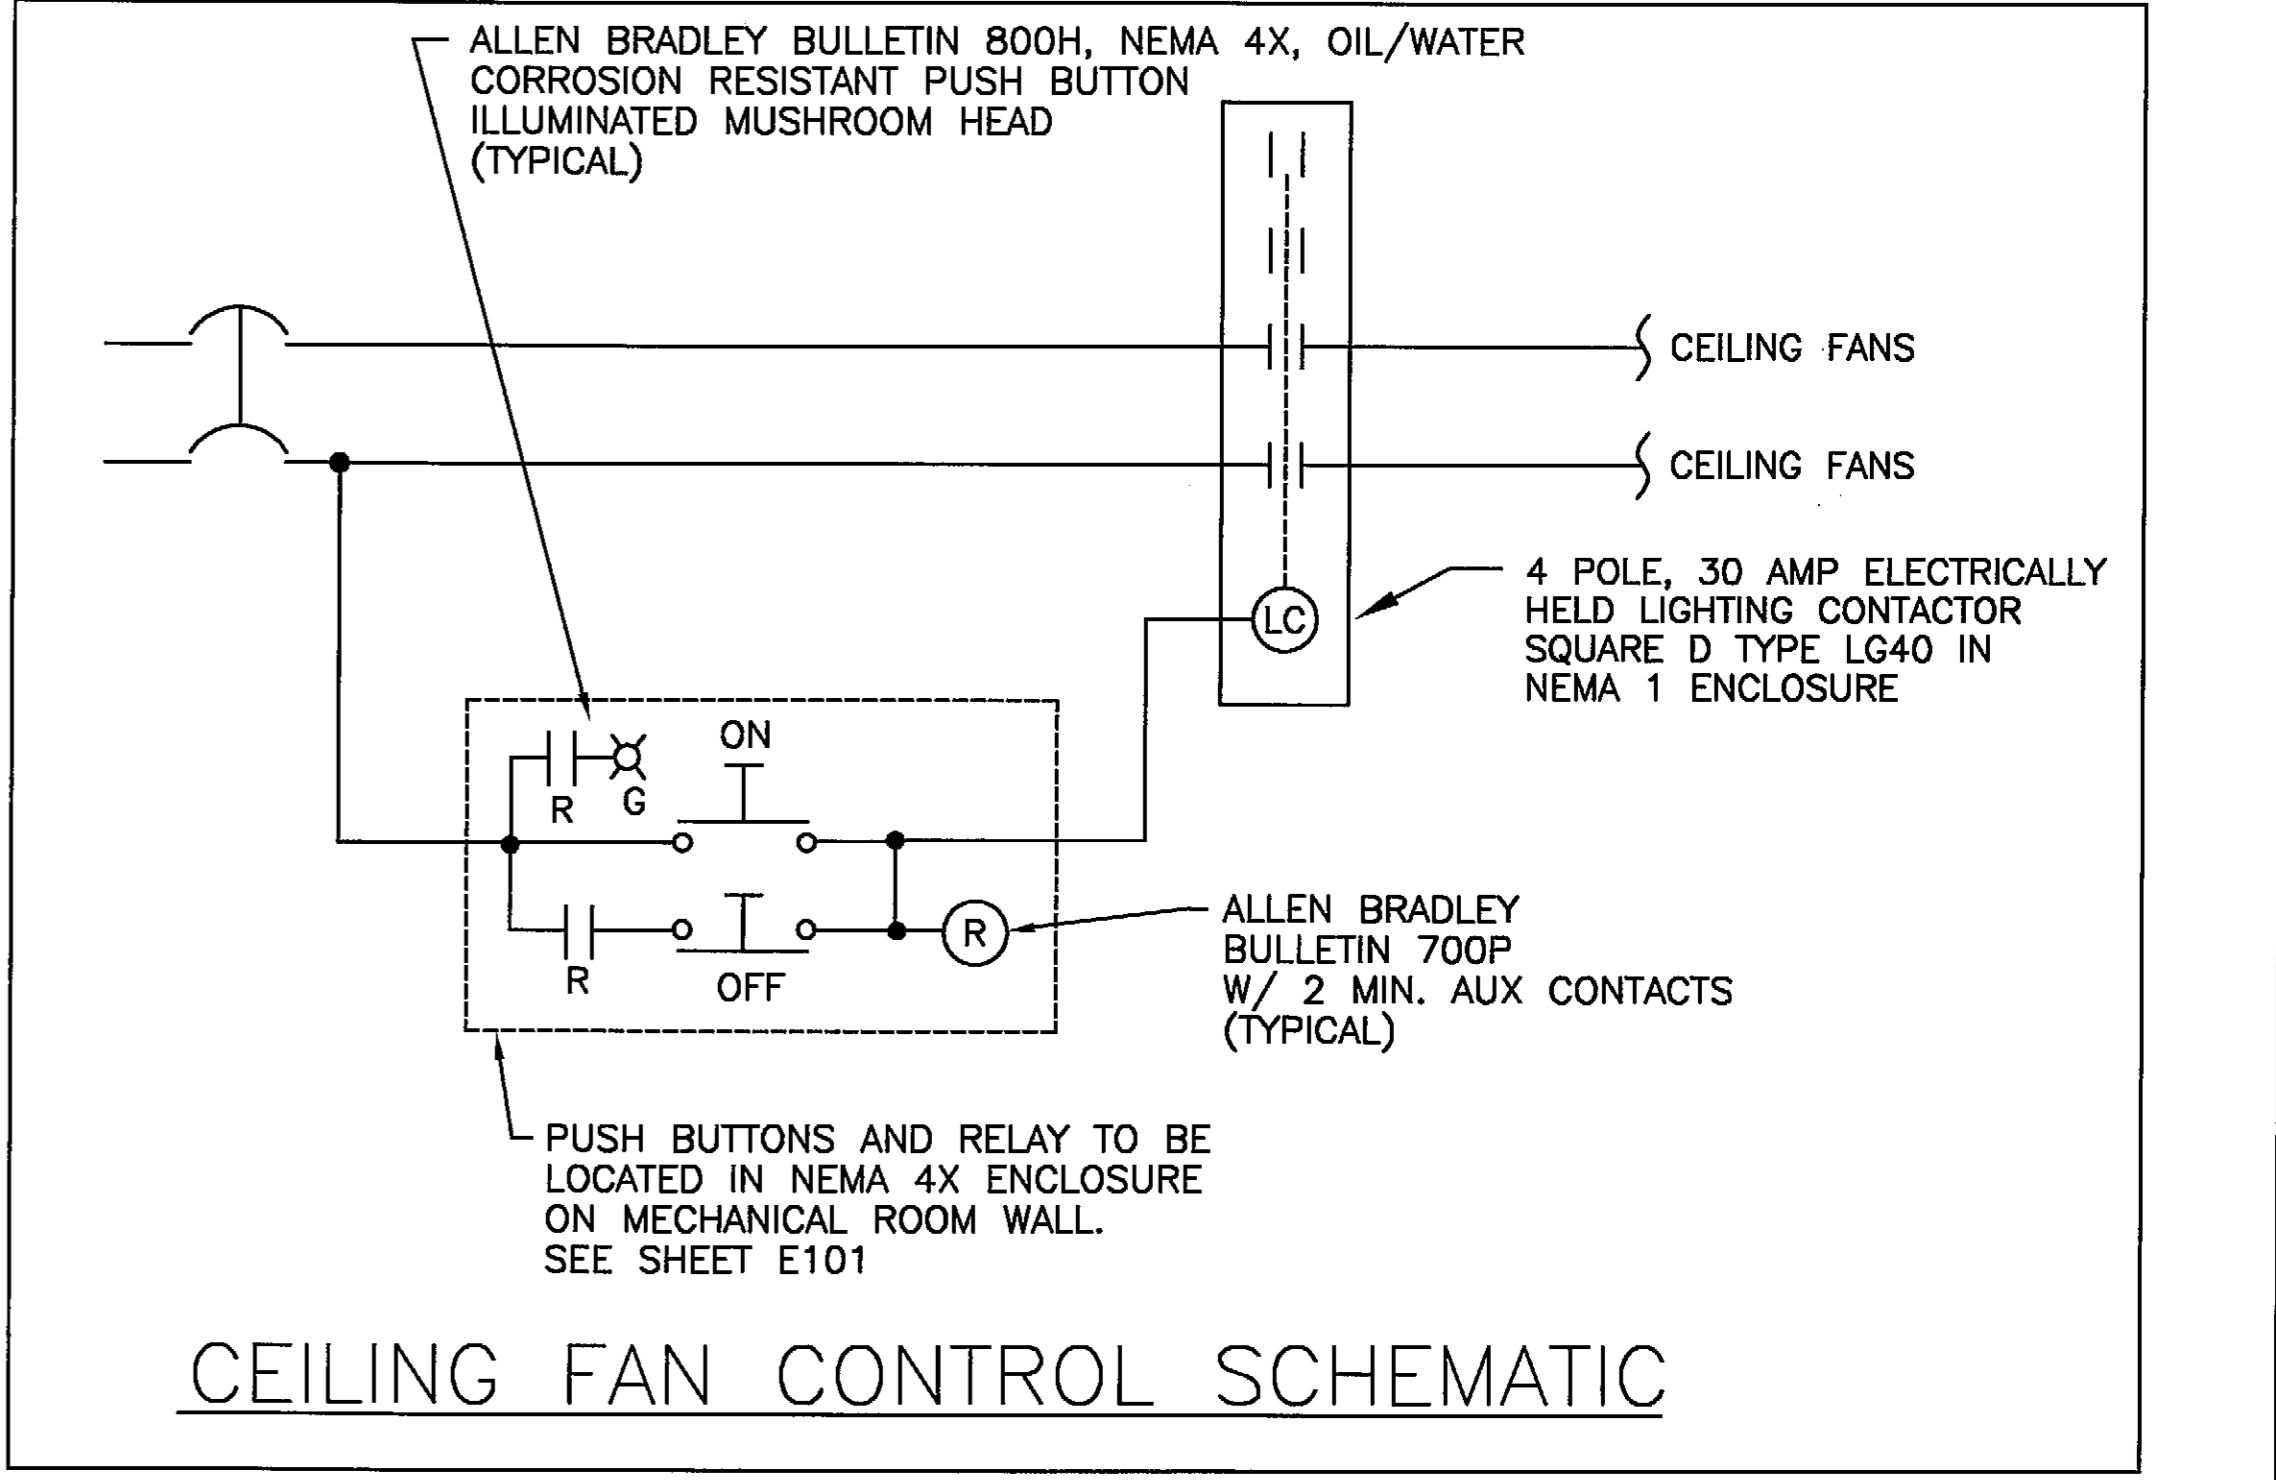 ALLEN BRADLEY BULLETIN 800H, NEMA 4X, OIL/WATER
CORROSION RESISTANT PUSH BUTTON
ILLUMINATED MUSHROOM HEAD
(TYPICAL)
CEILING FANS
CEILING FANS
4 POLE, 30 AMP ELECTRICALLY
HELD LIGHTING CONTACTOR
SQUARE D TYPE LG40 IN
NEMA 1 ENCLOSURE
LC
ON
R
G
R
OFF
R
ALLEN BRADLEY
BULLETIN 700P
W/ 2 MIN. AUX CONTACTS
(TYPICAL)
PUSH BUTTONS AND RELAY TO BE
LOCATED IN NEMA 4X ENCLOSURE
ON MECHANICAL ROOM WALL.
SEE SHEET E101
CEILING FAN CONTROL SCHEMATIC